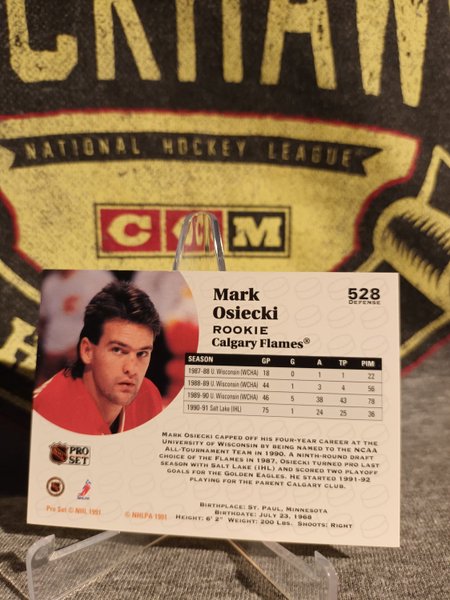 CKHAW
NATIONAL HOCKEY LEAGUE
CCM
Mark
Osiecki
ROOKIE
Calgary Flames®
528
DEFENSE
SEASON GP G A TP PIM
1987-88 U. Wisconsin (WCHA) 18 0 1 1 22
1988-89 U. Wisconsin (WCHA) 44 1 3 4 56
1989-90 U. Wisconsin (WCHA) 46 5 38 43 78
1990-91 Salt Lake (IHL) 75 1 24 25 36
MARK OSIECKI CAPPED OFF HIS FOUR-YEAR CAREER AT THE
UNIVERSITY OF WISCONSIN BY BEING NAMED TO THE NCAA
ALL-TOURNAMENT TEAM IN 1990. A NINTH-ROUND DRAFT
CHOICE OF THE FLAMES IN 1987, OSIECKI TURNED PRO LAST
SEASON WITH SALT LAKE (IHL) AND SCORED TWO PLAYOFF
GOALS FOR THE GOLDEN EAGLES. HE STARTED 1991-92
PLAYING FOR THE PARENT CALGARY CLUB.
BIRTHPLACE: ST. PAUL, MINNESOTA
BIRTHDATE: JULY 23, 1968
HEIGHT: 6' 2" WEIGHT: 200 LBS. SHOOTS: RIGHT
NHL
PRO
SET
NHLPA
Pro Set © NHL 1991
© NHLPA 1991